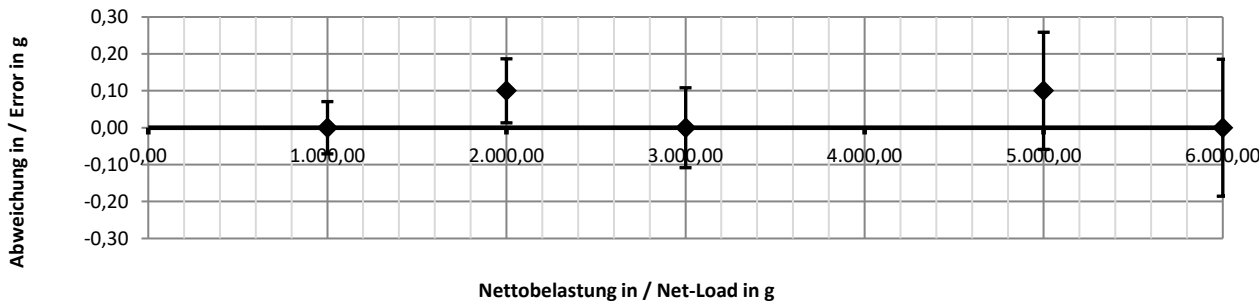 Abweichung in / Error in g
0,30
0,20
0,10
0,00
-0,10
-0,20
-0,30
0,00 1.000,00 2.000,00 3.000,00 4.000,00 5.000,00 6.000,00
Nettobelastung in / Net-Load in g